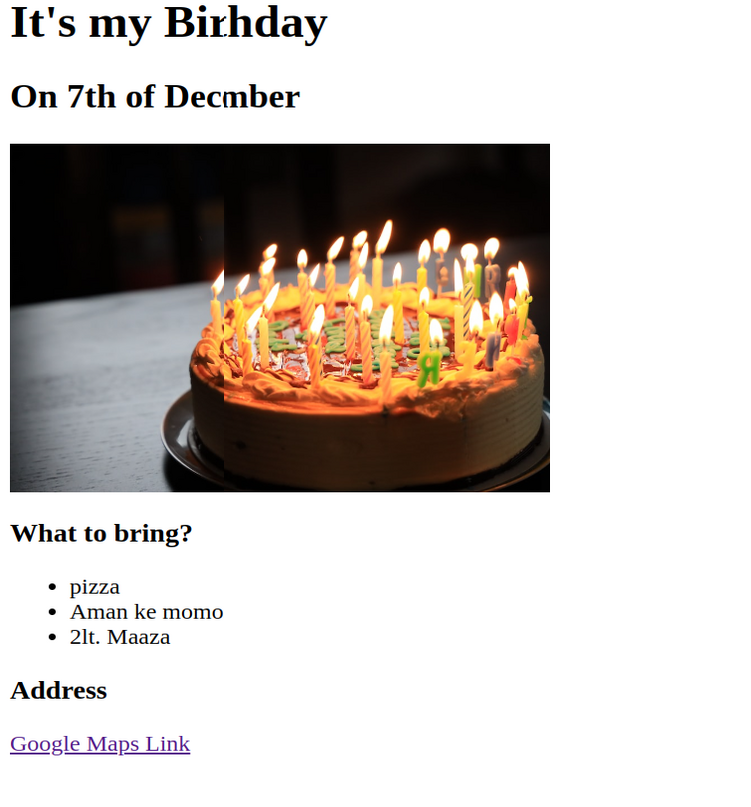 It's my Birhday
On 7th of Decmber
What to bring?
pizza
Aman ke momo
2lt. Maaza
Address
Google Maps Link